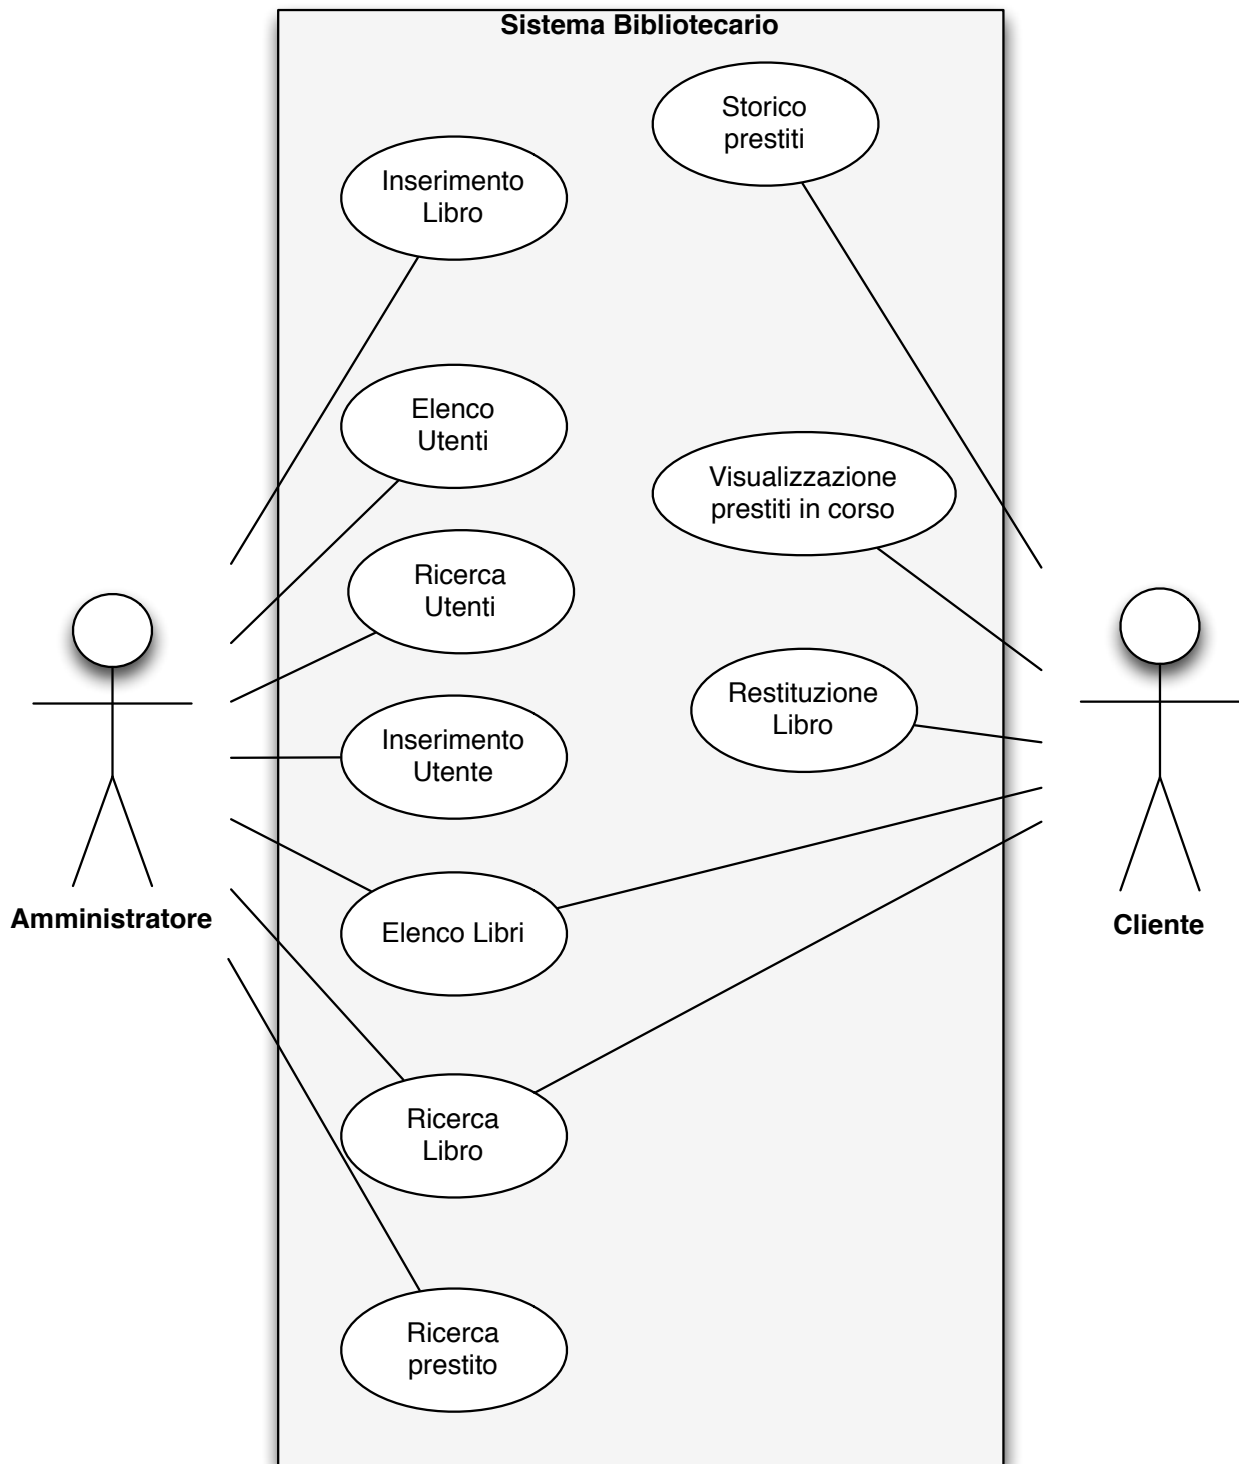 Sistema Bibliotecario
Storico
prestiti
Inserimento
Libro
Elenco
Utenti
Visualizzazione
prestiti in corso
Ricerca
Utenti
Restituzione
Libro
Inserimento
Utente
Amministratore
Elenco Libri
Cliente
Ricerca
Libro
Ricerca
prestito